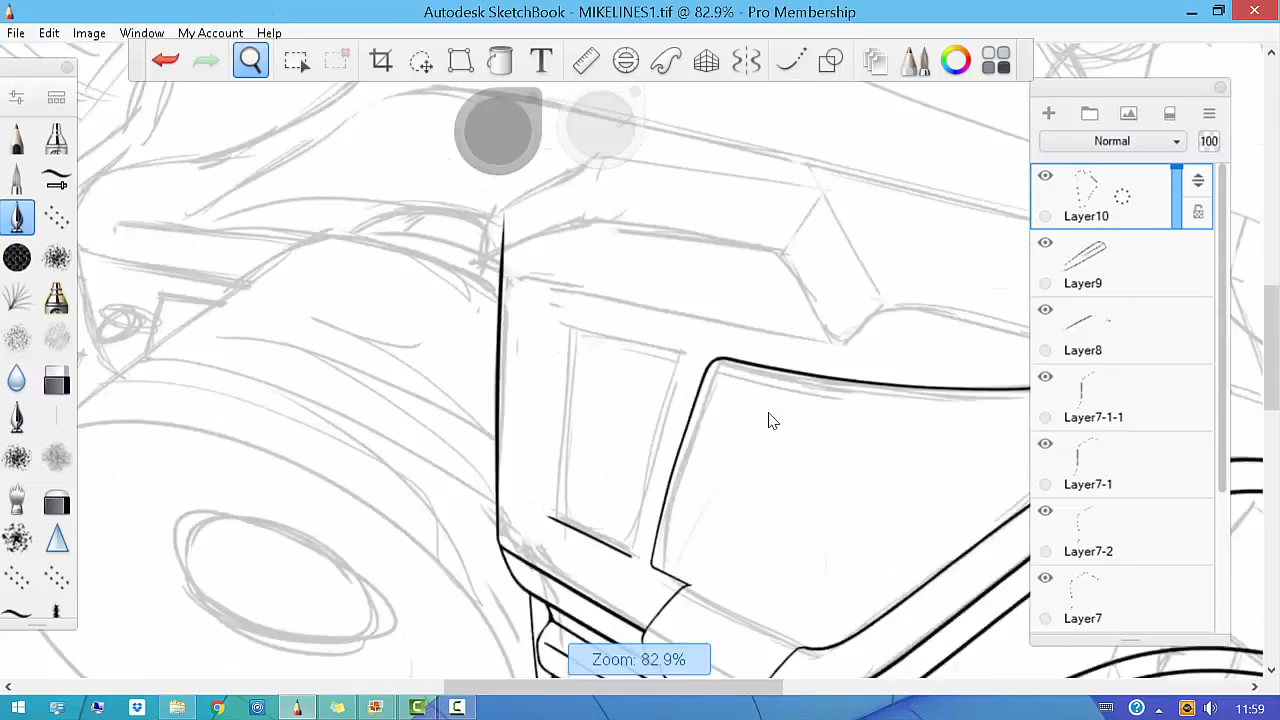 Autodesk SketchBook - MIKELINES1.tif @ 82.9% - Pro Membership
File Edit Image Window My Account Help
Normal 100
Layer10
Layer9
Layer8
Layer7-1-1
Layer7-1
Layer7-2
Layer7
Zoom: 82.9%
11:59